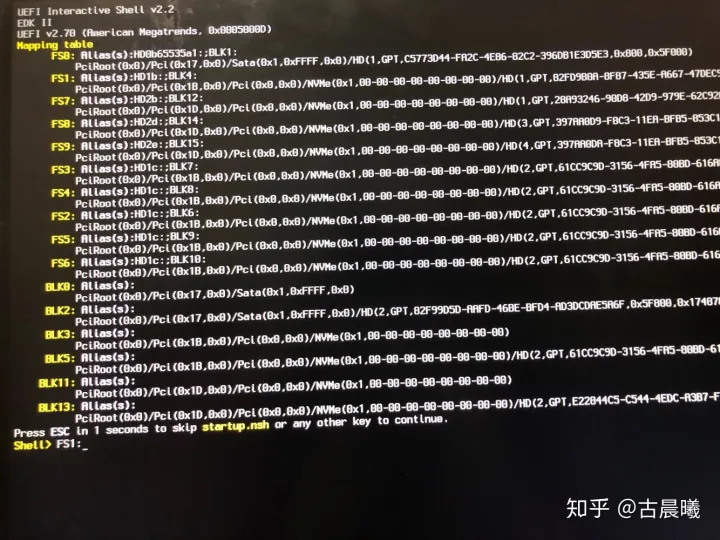 UEFI Interactive Shell v2.2
EDK II
UEFI v2.70 (American Megatrends, 0x0005000D)
Mapping table
FS0: Alias(s):HD0b65535a1:;BLK1:
PciRoot(0x0)/Pci(0x17,0x0)/Sata(0x1,0xFFFF,0x0)/HD(1,GPT,C5773D44-FA2C-4E86-82C2-396DB1E3D5E3,0x800,0x5F000)
FS1: Alias(s):HD1b:;BLK4:
PciRoot(0x0)/Pci(0x1B,0x0)/Pci(0x0,0x0)/NVMe(0x1,00-00-00-00-00-00-00-00)/HD(1,GPT,82FD9B0A-8F87-435E-A667-47DEC9
FS7: Alias(s):HD2b:;BLK12:
PciRoot(0x0)/Pci(0x1D,0x0)/Pci(0x0,0x0)/NVMe(0x1,00-00-00-00-00-00-00-00)/HD(1,GPT,28A93246-90D8-42D9-979E-62C92
FS8: Alias(s):HD2d:;BLK14:
PciRoot(0x0)/Pci(0x1D,0x0)/Pci(0x0,0x0)/NVMe(0x1,00-00-00-00-00-00-00-00)/HD(3,GPT,397AA8D9-F8C3-11EA-BFB5-853C1
FS9: Alias(s):HD2e:;BLK15:
PciRoot(0x0)/Pci(0x1D,0x0)/Pci(0x0,0x0)/NVMe(0x1,00-00-00-00-00-00-00-00)/HD(4,GPT,397AA8DA-F8C3-11EA-BFB5-853C1
FS3: Alias(s):HD1c:;BLK7:
PciRoot(0x0)/Pci(0x1B,0x0)/Pci(0x0,0x0)/NVMe(0x1,00-00-00-00-00-00-00-00)/HD(2,GPT,61CC9C9D-3156-4FA5-80BD-616A
FS4: Alias(s):HD1c:;BLK8:
PciRoot(0x0)/Pci(0x1B,0x0)/Pci(0x0,0x0)/NVMe(0x1,00-00-00-00-00-00-00-00)/HD(2,GPT,61CC9C9D-3156-4FA5-80BD-616A
FS2: Alias(s):HD1c:;BLK6:
PciRoot(0x0)/Pci(0x1B,0x0)/Pci(0x0,0x0)/NVMe(0x1,00-00-00-00-00-00-00-00)/HD(2,GPT,61CC9C9D-3156-4FA5-80BD-616
FS5: Alias(s):HD1c:;BLK9:
PciRoot(0x0)/Pci(0x1B,0x0)/Pci(0x0,0x0)/NVMe(0x1,00-00-00-00-00-00-00-00)/HD(2,GPT,61CC9C9D-3156-4FA5-80BD-616
FS6: Alias(s):HD1c:;BLK10:
PciRoot(0x0)/Pci(0x1B,0x0)/Pci(0x0,0x0)/NVMe(0x1,00-00-00-00-00-00-00-00)/HD(2,GPT,61CC9C9D-3156-4FA5-80BD-616
BLK0: Alias(s):
PciRoot(0x0)/Pci(0x17,0x0)/Sata(0x1,0xFFFF,0x0)
BLK2: Alias(s):
PciRoot(0x0)/Pci(0x17,0x0)/Sata(0x1,0xFFFF,0x0)/HD(2,GPT,82F99D5D-AAFD-46BE-BFD4-AD3DCDAE5A6F,0x5F800,0x17487
BLK3: Alias(s):
PciRoot(0x0)/Pci(0x1B,0x0)/Pci(0x0,0x0)/NVMe(0x1,00-00-00-00-00-00-00-00)
BLK5: Alias(s):
PciRoot(0x0)/Pci(0x1B,0x0)/Pci(0x0,0x0)/NVMe(0x1,00-00-00-00-00-00-00-00)/HD(2,GPT,61CC9C9D-3156-4FA5-80BD-61
BLK11: Alias(s):
PciRoot(0x0)/Pci(0x1D,0x0)/Pci(0x0,0x0)/NVMe(0x1,00-00-00-00-00-00-00-00)
BLK13: Alias(s):
PciRoot(0x0)/Pci(0x1D,0x0)/Pci(0x0,0x0)/NVMe(0x1,00-00-00-00-00-00-00-00)/HD(2,GPT,E22844C5-C544-4EDC-A3B7-F
Press ESC in 1 seconds to skip startup.nsh or any other key to continue.
Shell> FS1:_
知乎 @古晨曦